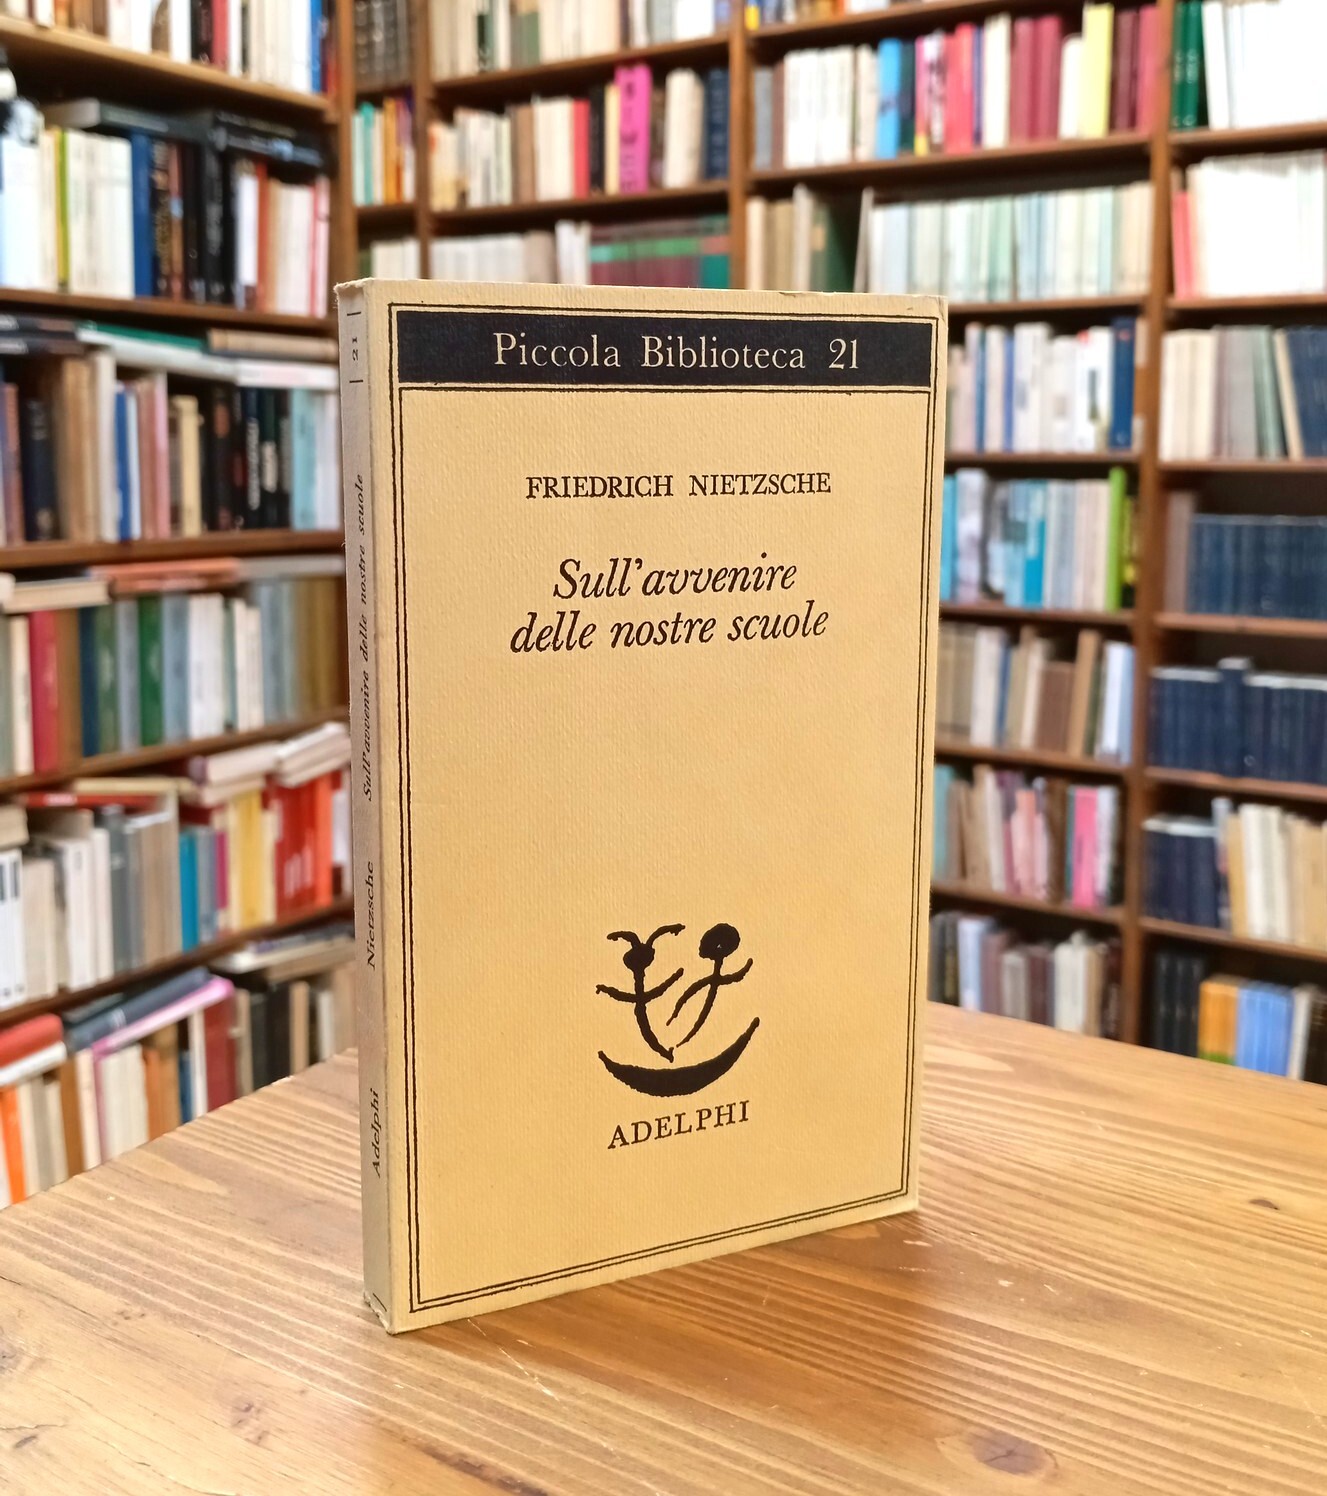 Piccola Biblioteca 21
FRIEDRICH NIETZSCHE
Sull'avvenire
delle nostre scuole
ADELPHI
21
Adelphi Nietzsche Sull'avvenire delle nostre scuole